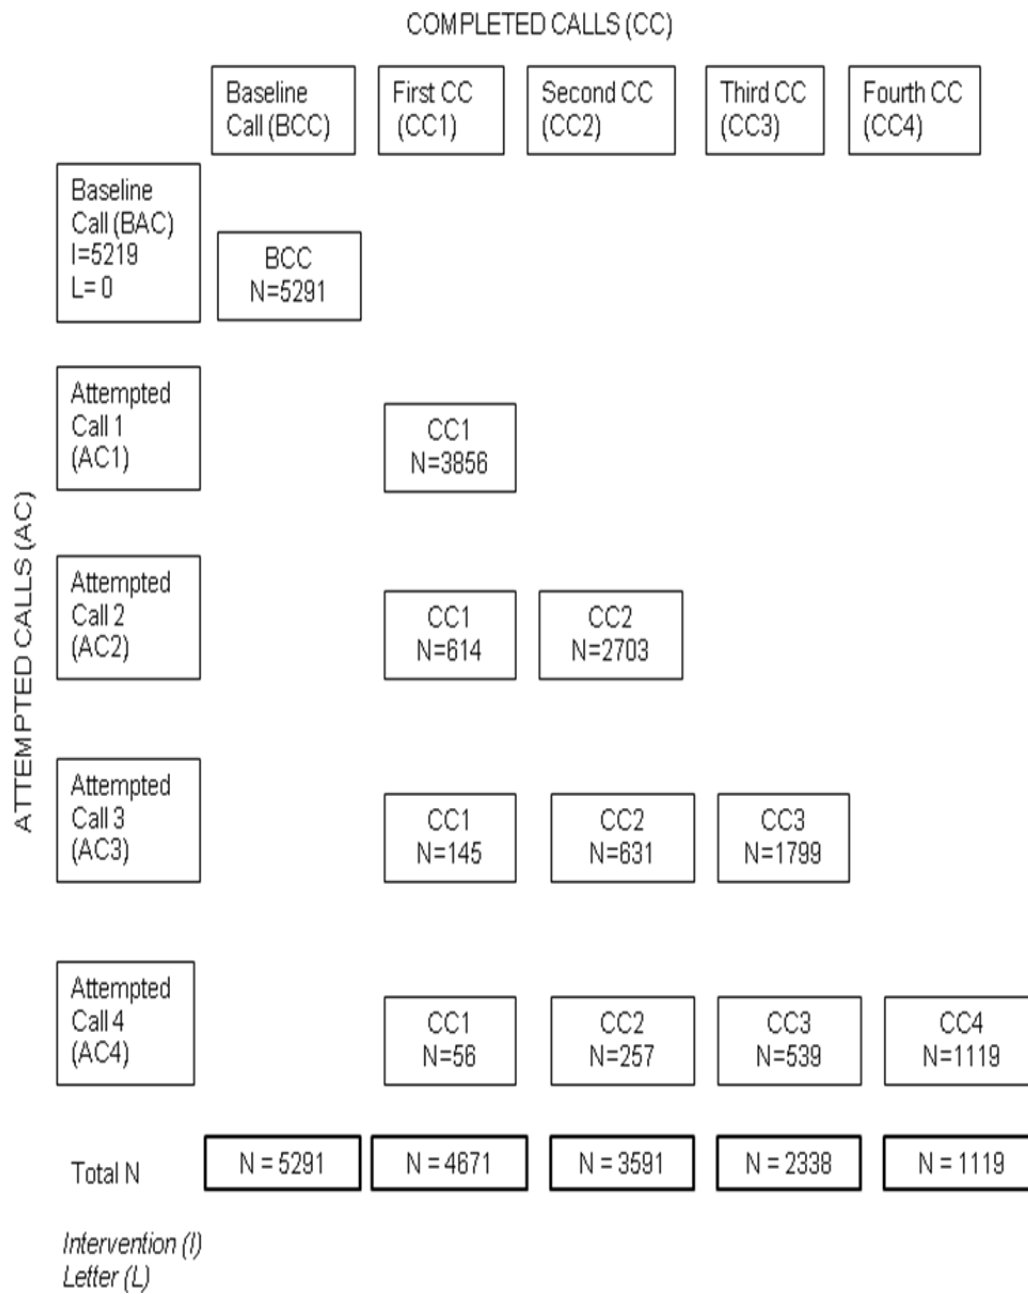 COMPLETED CALLS (CC)
Baseline
Call (BCC)
First CC
(CC1)
Second CC
(CC2)
Third CC
(CC3)
Fourth CC
(CC4)
ATTEMPTED CALLS (AC)
Baseline
Call (BAC)
I=5219
L= 0
BCC
N=5291
Attempted
Call 1
(AC1)
CC1
N=3856
Attempted
Call 2
(AC2)
CC1
N=614
CC2
N=2703
Attempted
Call 3
(AC3)
CC1
N=145
CC2
N=631
CC3
N=1799
Attempted
Call 4
(AC4)
CC1
N=56
CC2
N=257
CC3
N=539
CC4
N=1119
Total N
N = 5291
N = 4671
N = 3591
N = 2338
N = 1119
Intervention (I)
Letter (L)